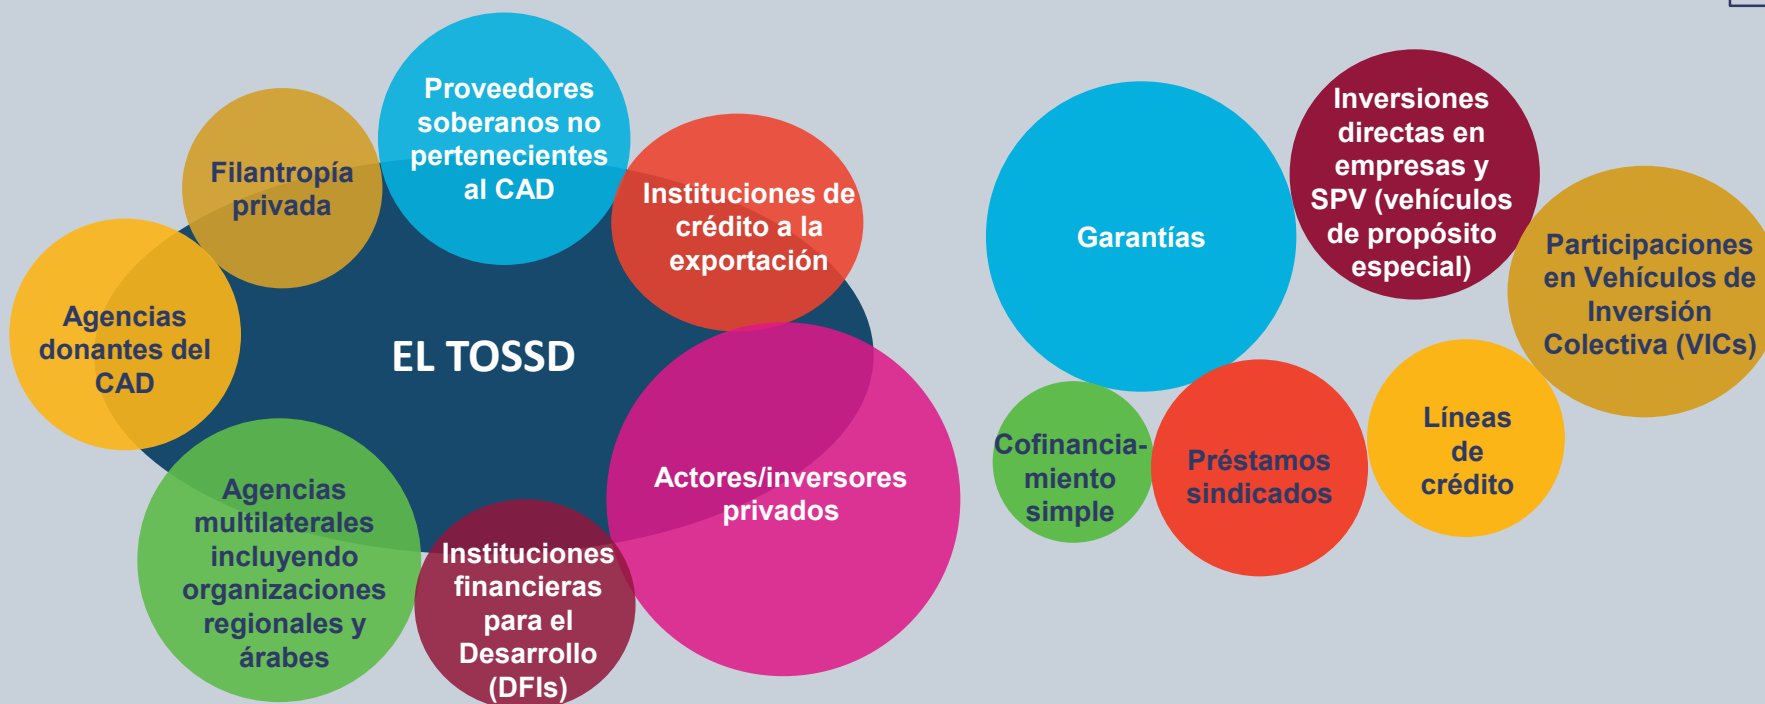 Proveedores
soberanos no
pertenecientes
al CAD
Filantropía
privada
Instituciones de
crédito a la
exportación
Agencias
donantes del
CAD
EL TOSSD
Agencias
multilaterales
incluyendo
organizaciones
regionales y
árabes
Instituciones
financieras
para el
Desarrollo
(DFIs)
Actores/inversores
privados
Garantías
Inversiones
directas en
empresas y
SPV (vehículos
de propósito
especial)
Participaciones
en Vehículos de
Inversión
Colectiva (VICs)
Cofinancia-
miento
simple
Préstamos
sindicados
Líneas
de
crédito